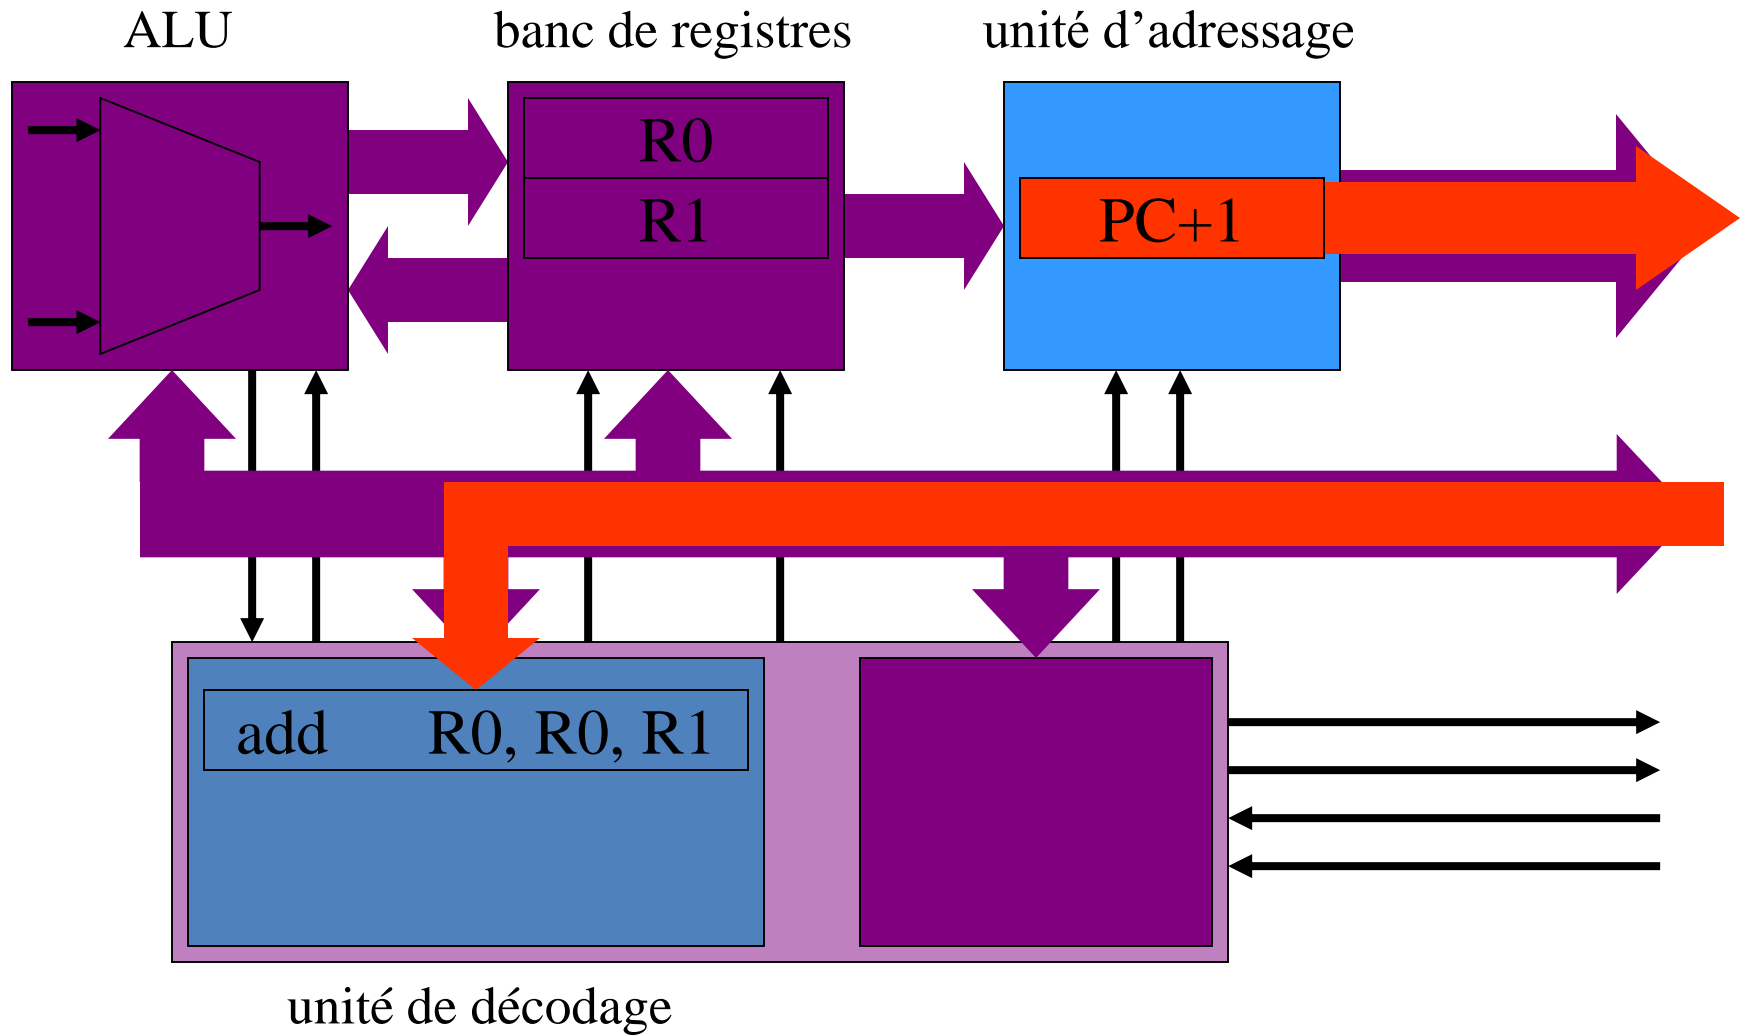 ALU
banc de registres
unité d’adressage
R0
R1
PC+1
add R0, R0, R1
unité de décodage